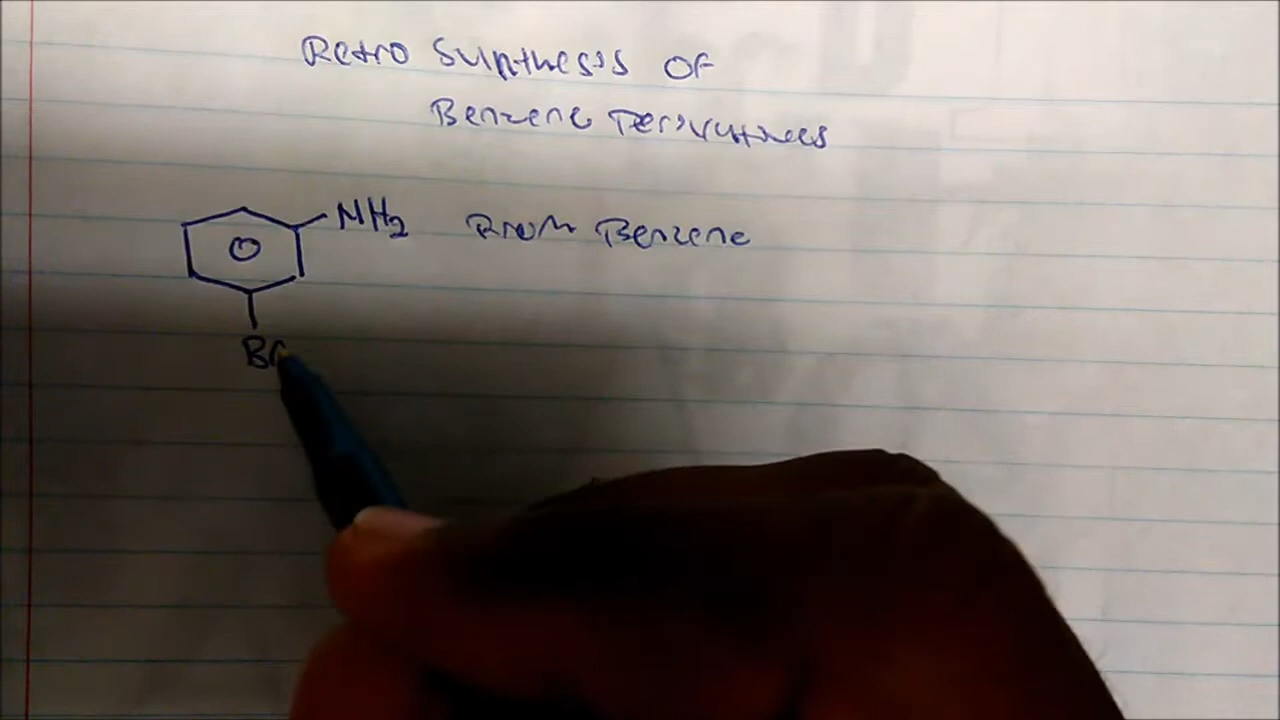 Retro Synthesis OF
Benzene Derivatives
NH2 From Benzene
Br